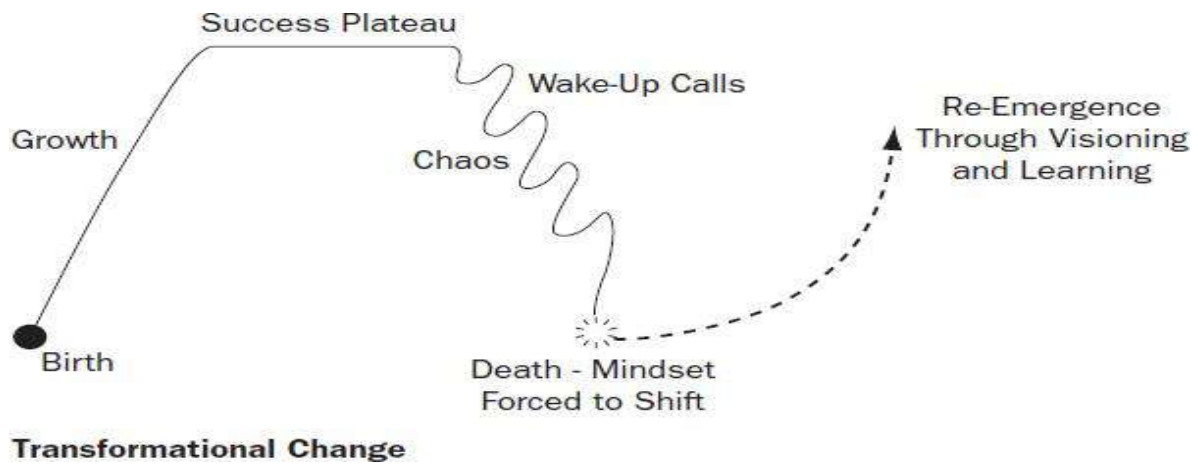 Success Plateau
Wake-Up Calls
Growth
Chaos
Re-Emergence
Through Visioning
and Learning
Birth
Death - Mindset
Forced to Shift
Transformational Change